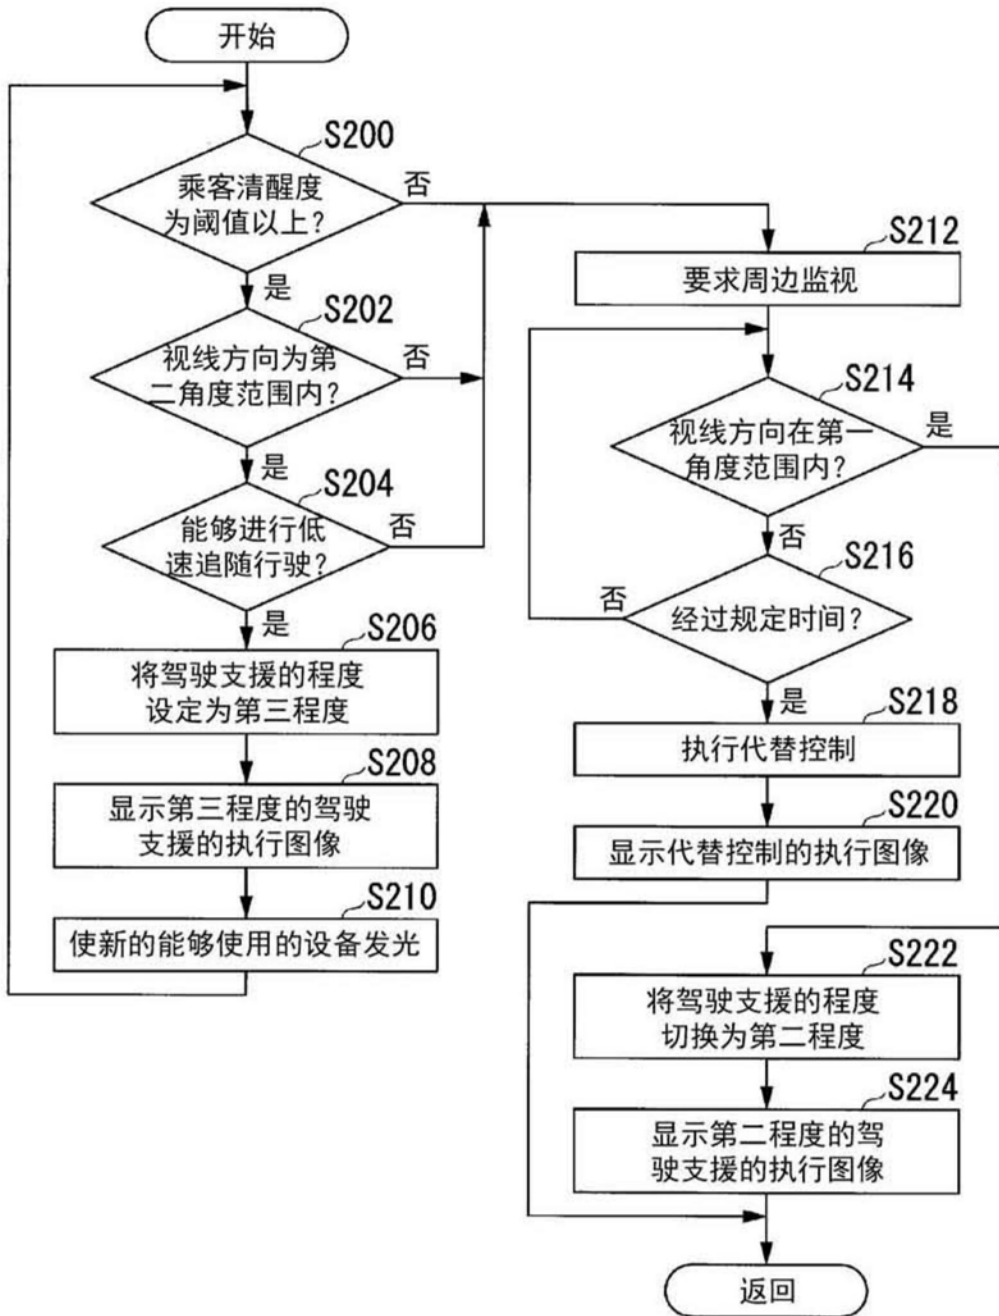 开始
S200
乘客清醒度
为阈值以上?
否
是
S202
视线方向为第
二角度范围内?
否
是
S204
能够进行低
速追随行驶?
否
是
S206
将驾驶支援的程度
设定为第三程度
S208
显示第三程度的驾驶
支援的执行图像
S210
使新的能够使用的设备发光
S212
要求周边监视
S214
视线方向在第一
角度范围内?
是
否
S216
经过规定时间?
否
是
S218
执行代替控制
S220
显示代替控制的执行图像
S222
将驾驶支援的程度
切换为第二程度
S224
显示第二程度的驾
驶支援的执行图像
返回